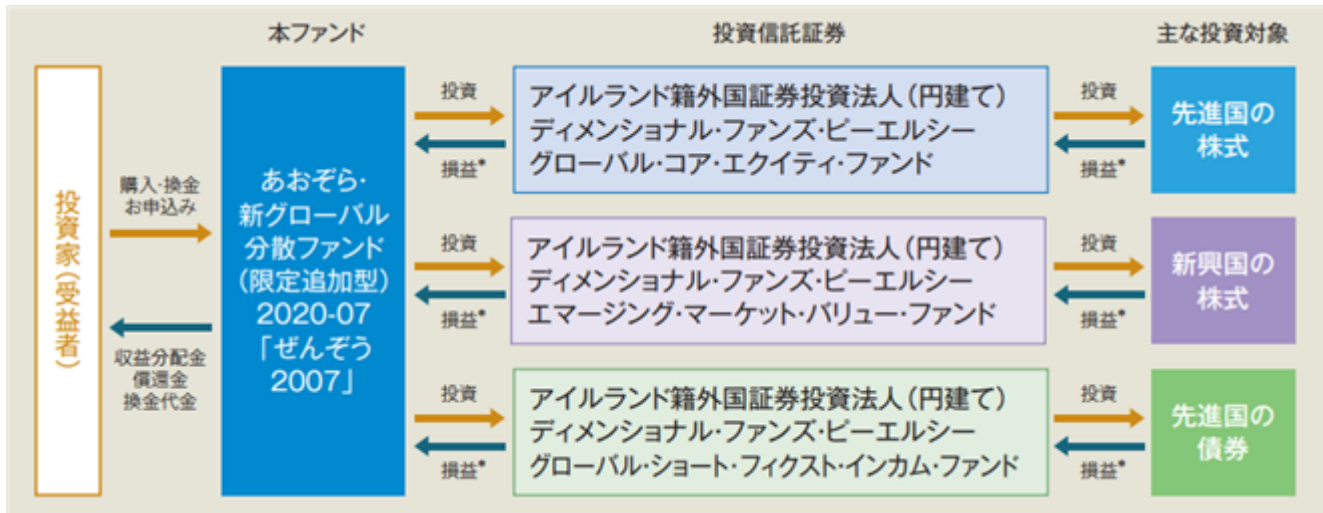 本ファンド
投資信託証券
主な投資対象
投資家(受益者)
購入・換金
お申込み
収益分配金
償還金
換金代金
あおぞら・
新グローバル
分散ファンド
(限定追加型)
2020-07
「ぜんぞう
2007」
投資
損益*
アイルランド籍外国証券投資法人(円建て)
ディメンショナル・ファンズ・ピーエルシー
グローバル・コア・エクイティ・ファンド
投資
損益*
先進国の
株式
投資
損益*
アイルランド籍外国証券投資法人(円建て)
ディメンショナル・ファンズ・ピーエルシー
エマージング・マーケット・バリュー・ファンド
投資
損益*
新興国の
株式
投資
損益*
アイルランド籍外国証券投資法人(円建て)
ディメンショナル・ファンズ・ピーエルシー
グローバル・ショート・フィクスト・インカム・ファンド
投資
損益*
先進国の
債券